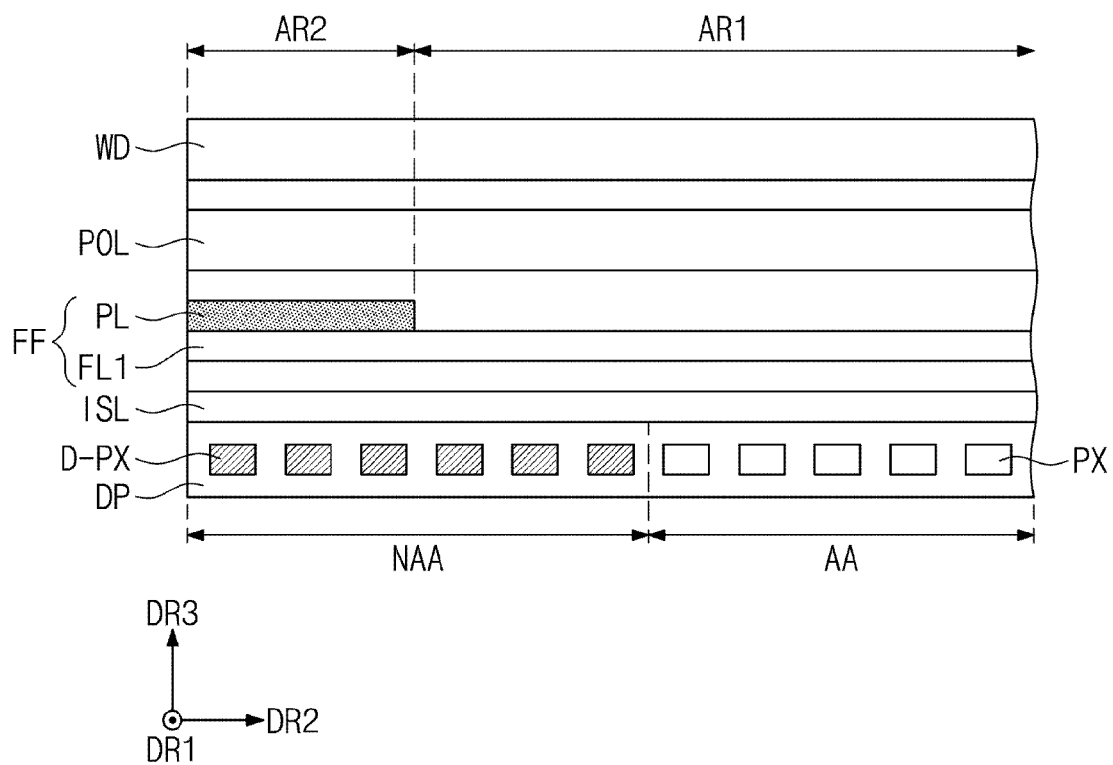 AR2 AR1
WD
POL
PL
FF
FL1
ISL
D-PX PX
DP
NAA AA
DR3
DR2
DR1